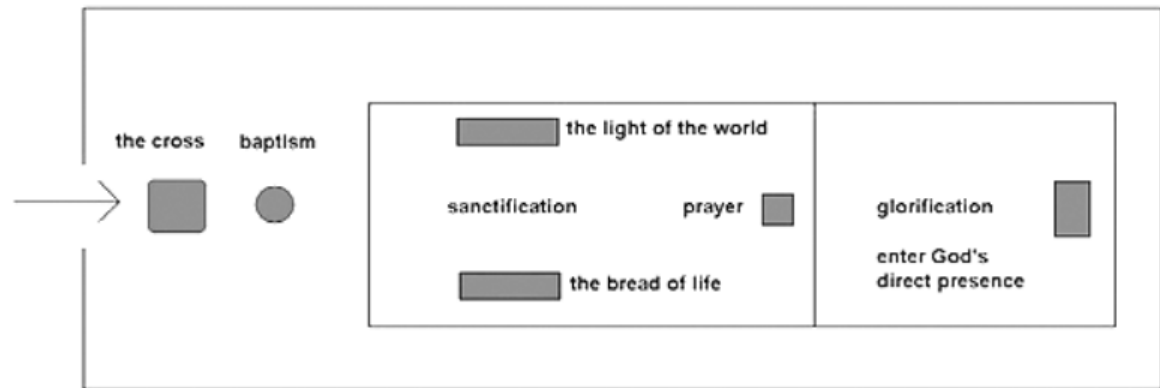 the cross
baptism
the light of the world
sanctification
prayer
the bread of life
glorification
enter God's
direct presence